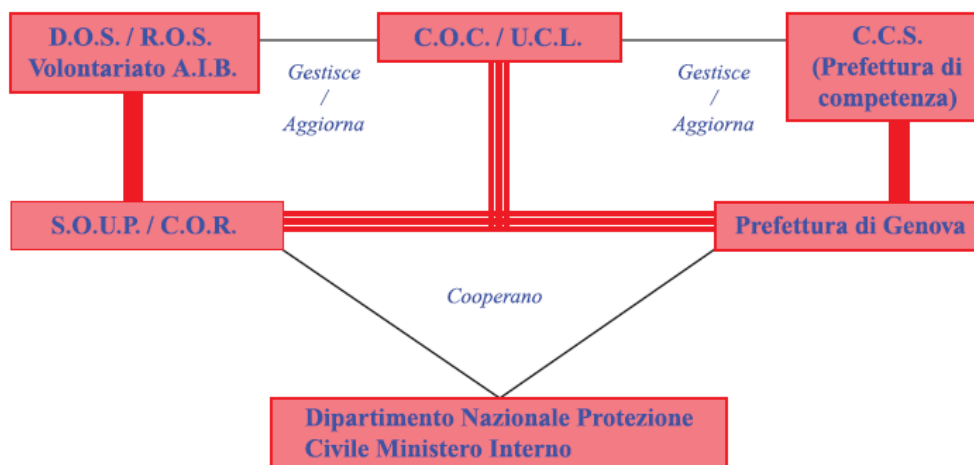 D.O.S. / R.O.S.
Volontariato A.I.B.
C.O.C. / U.C.L.
C.C.S.
(Prefettura di
competenza)
Gestisce
/
Aggiorna
Gestisce
/
Aggiorna
S.O.U.P. / C.O.R.
Prefettura di Genova
Cooperano
Dipartimento Nazionale Protezione
Civile Ministero Interno